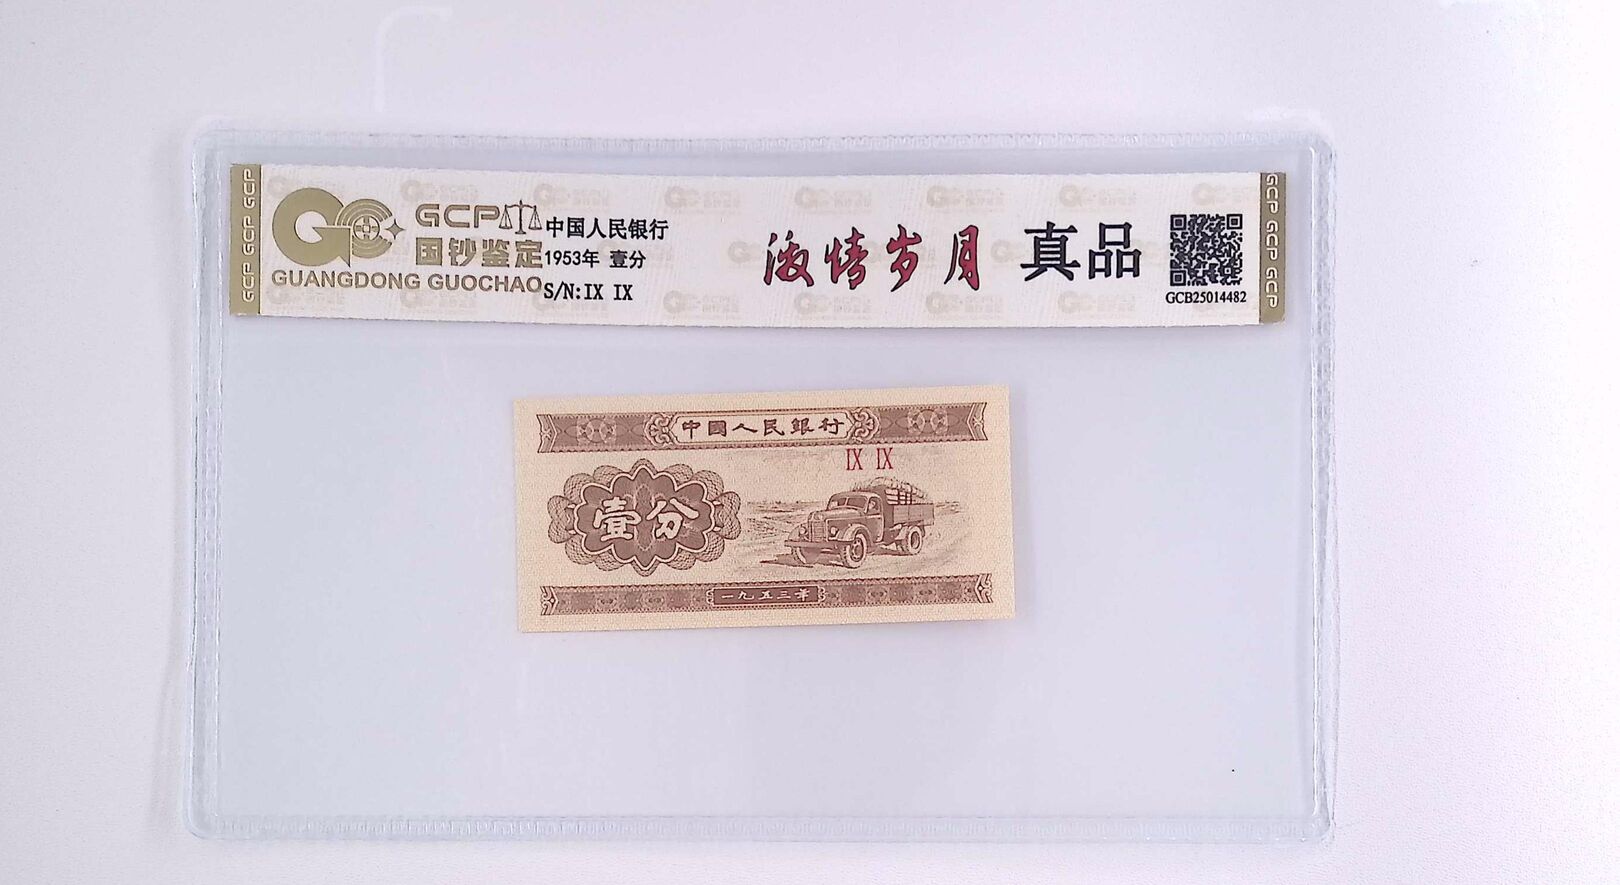 GCP GCP GCP
GCP
国钞鉴定
GUANGDONG GUOCHAO
中国人民银行
1953年 壹分
S/N:IX IX
激情岁月
真品
GCB25014482
GCP GCP GCP
中國人民銀行
IX IX
壹分
一九五三年